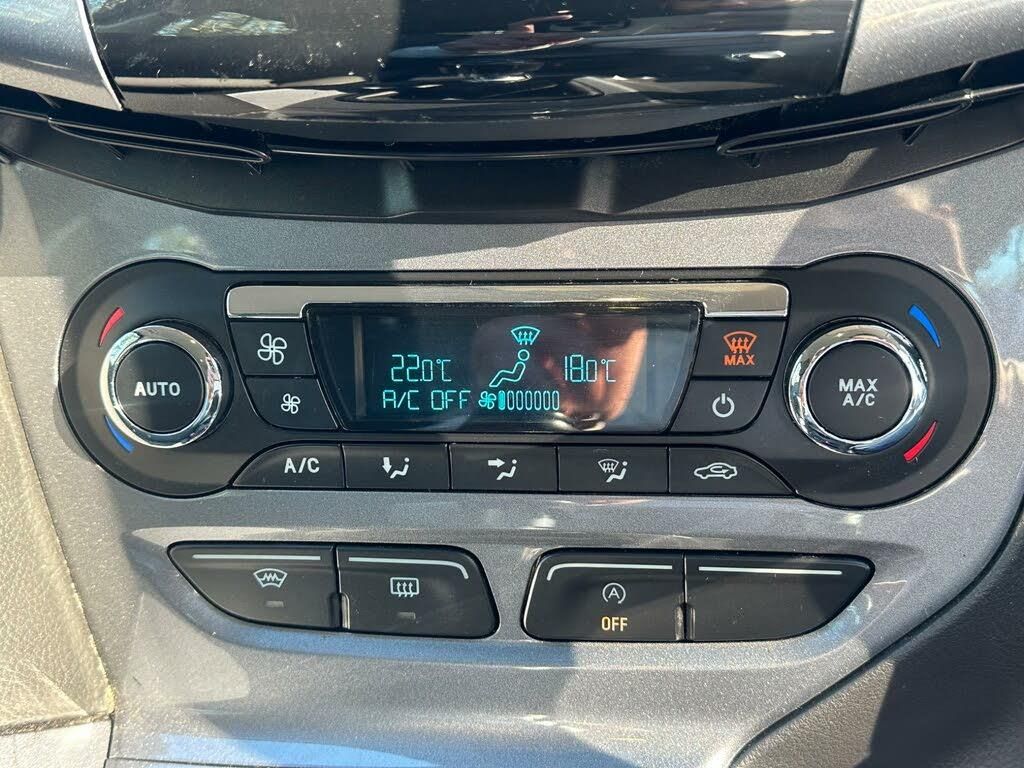 22.0°C 18.0°C
A/C OFF
AUTO
MAX
MAX
A/C
A/C
A
OFF